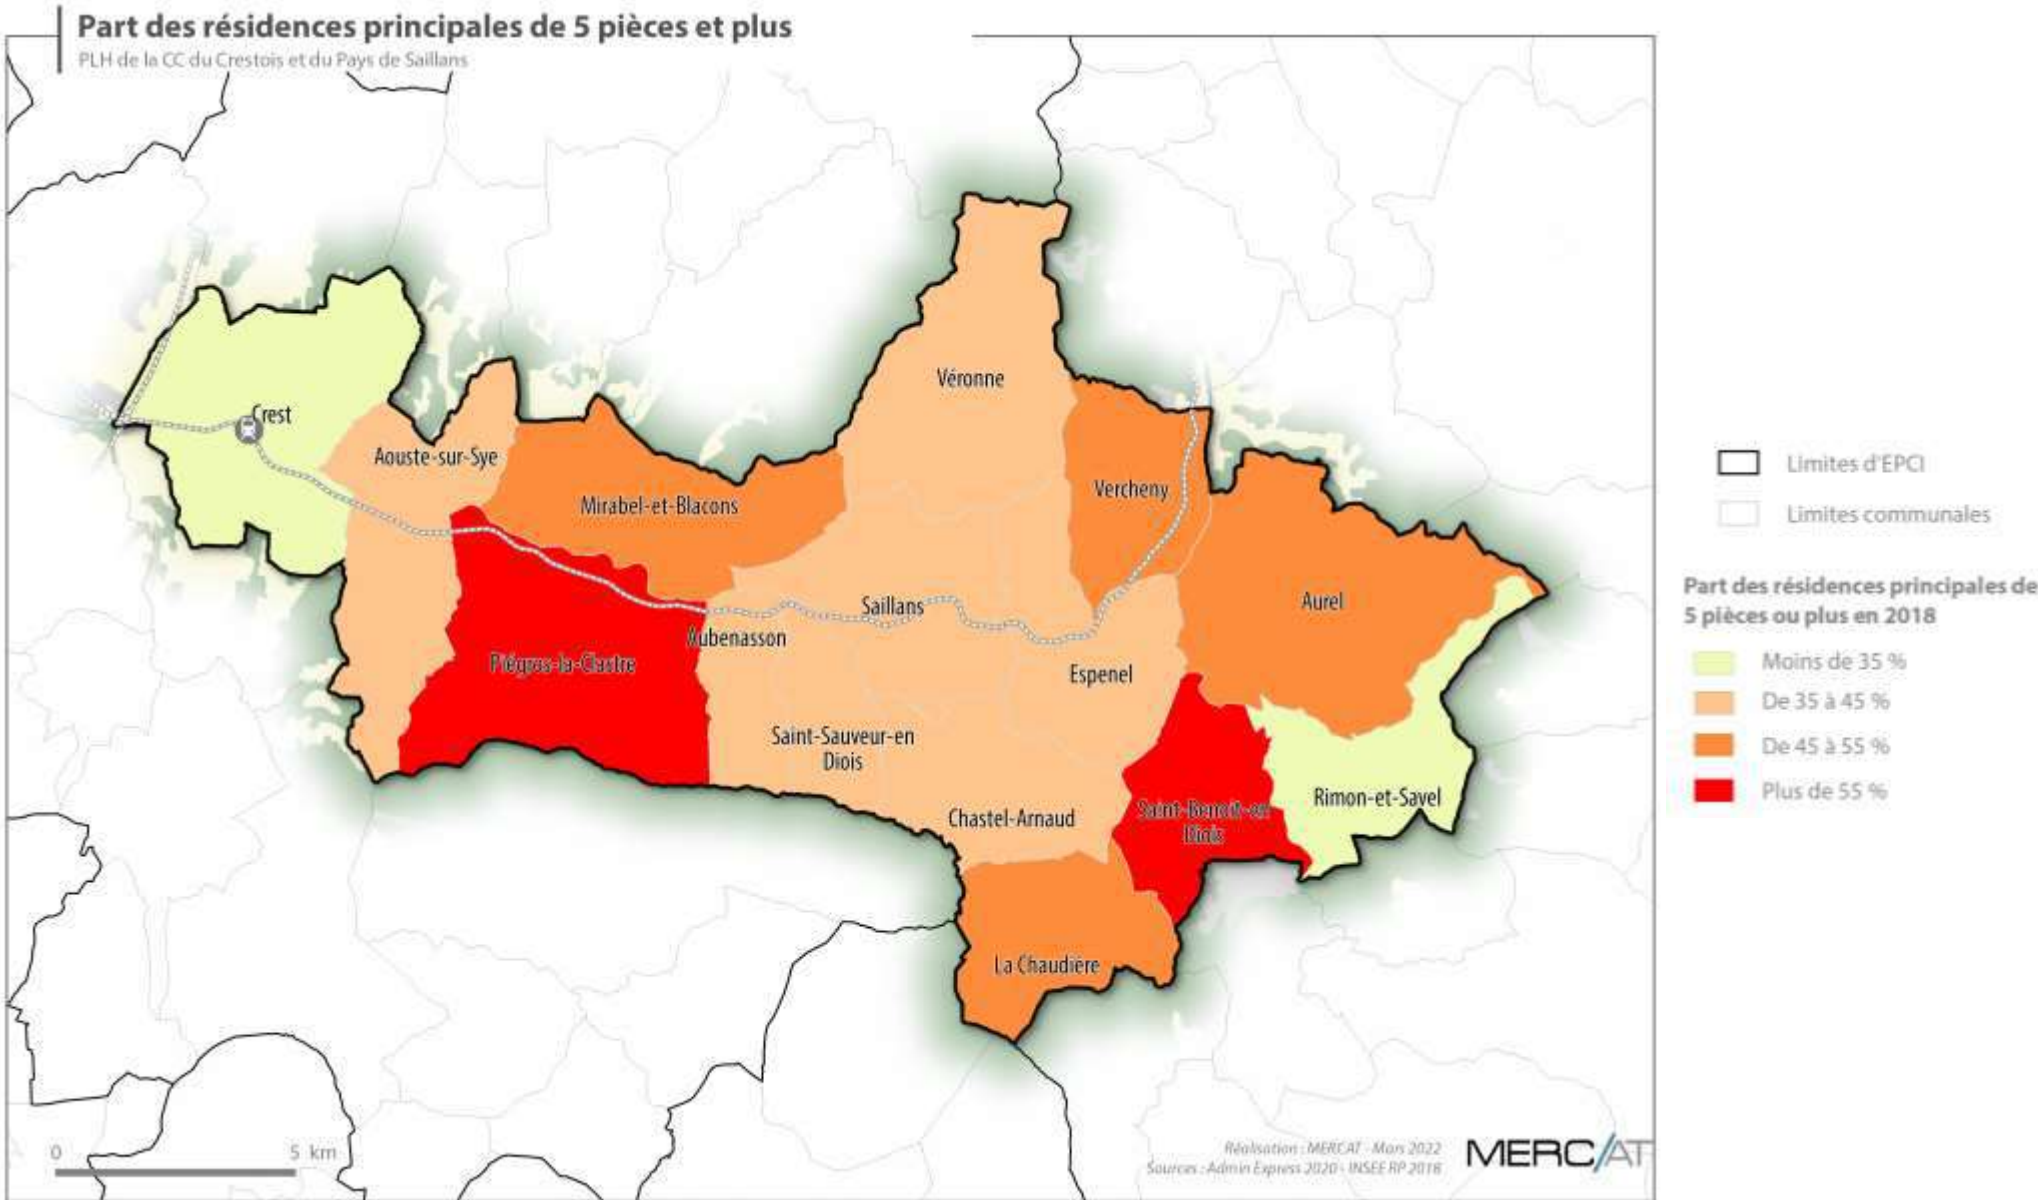 Part des résidences principales de 5 pièces et plus
PLH de la CC du Crestois et du Pays de Saillans
Véronne
Crest
Aouste-sur-Sye
Mirabel-et-Blacons
Vercheny
Limites d'EPCI
Limites communales
Part des résidences principales de
5 pièces ou plus en 2018
Moins de 35 %
De 35 à 45 %
De 45 à 55 %
Plus de 55 %
Saillans
Aurel
Aubenasson
Piégros-la-Clastre
Espenel
Saint-Sauveur-en
Diois
Rimon-et-Savel
Chastel-Arnaud
Saint-Benoit-en
Diois
La Chaudière
0 5 km
Réalisation : MERCAT - Mars 2022
Sources : Admin Express 2020 - INSEE RP 2018
MERC/AT